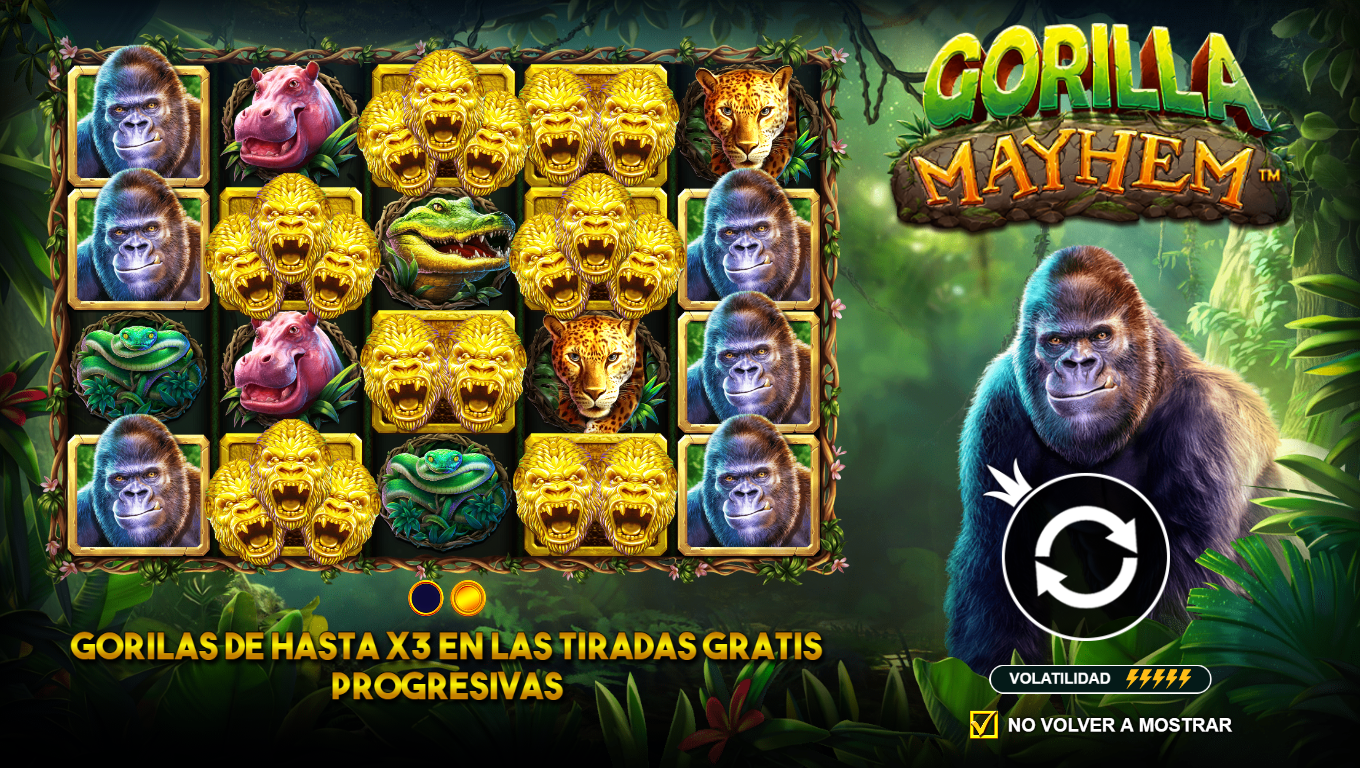 GORILLA
MAYHEM™
GORILAS DE HASTA X3 EN LAS TIRADAS GRATIS
PROGRESIVAS
VOLATILIDAD
NO VOLVER A MOSTRAR